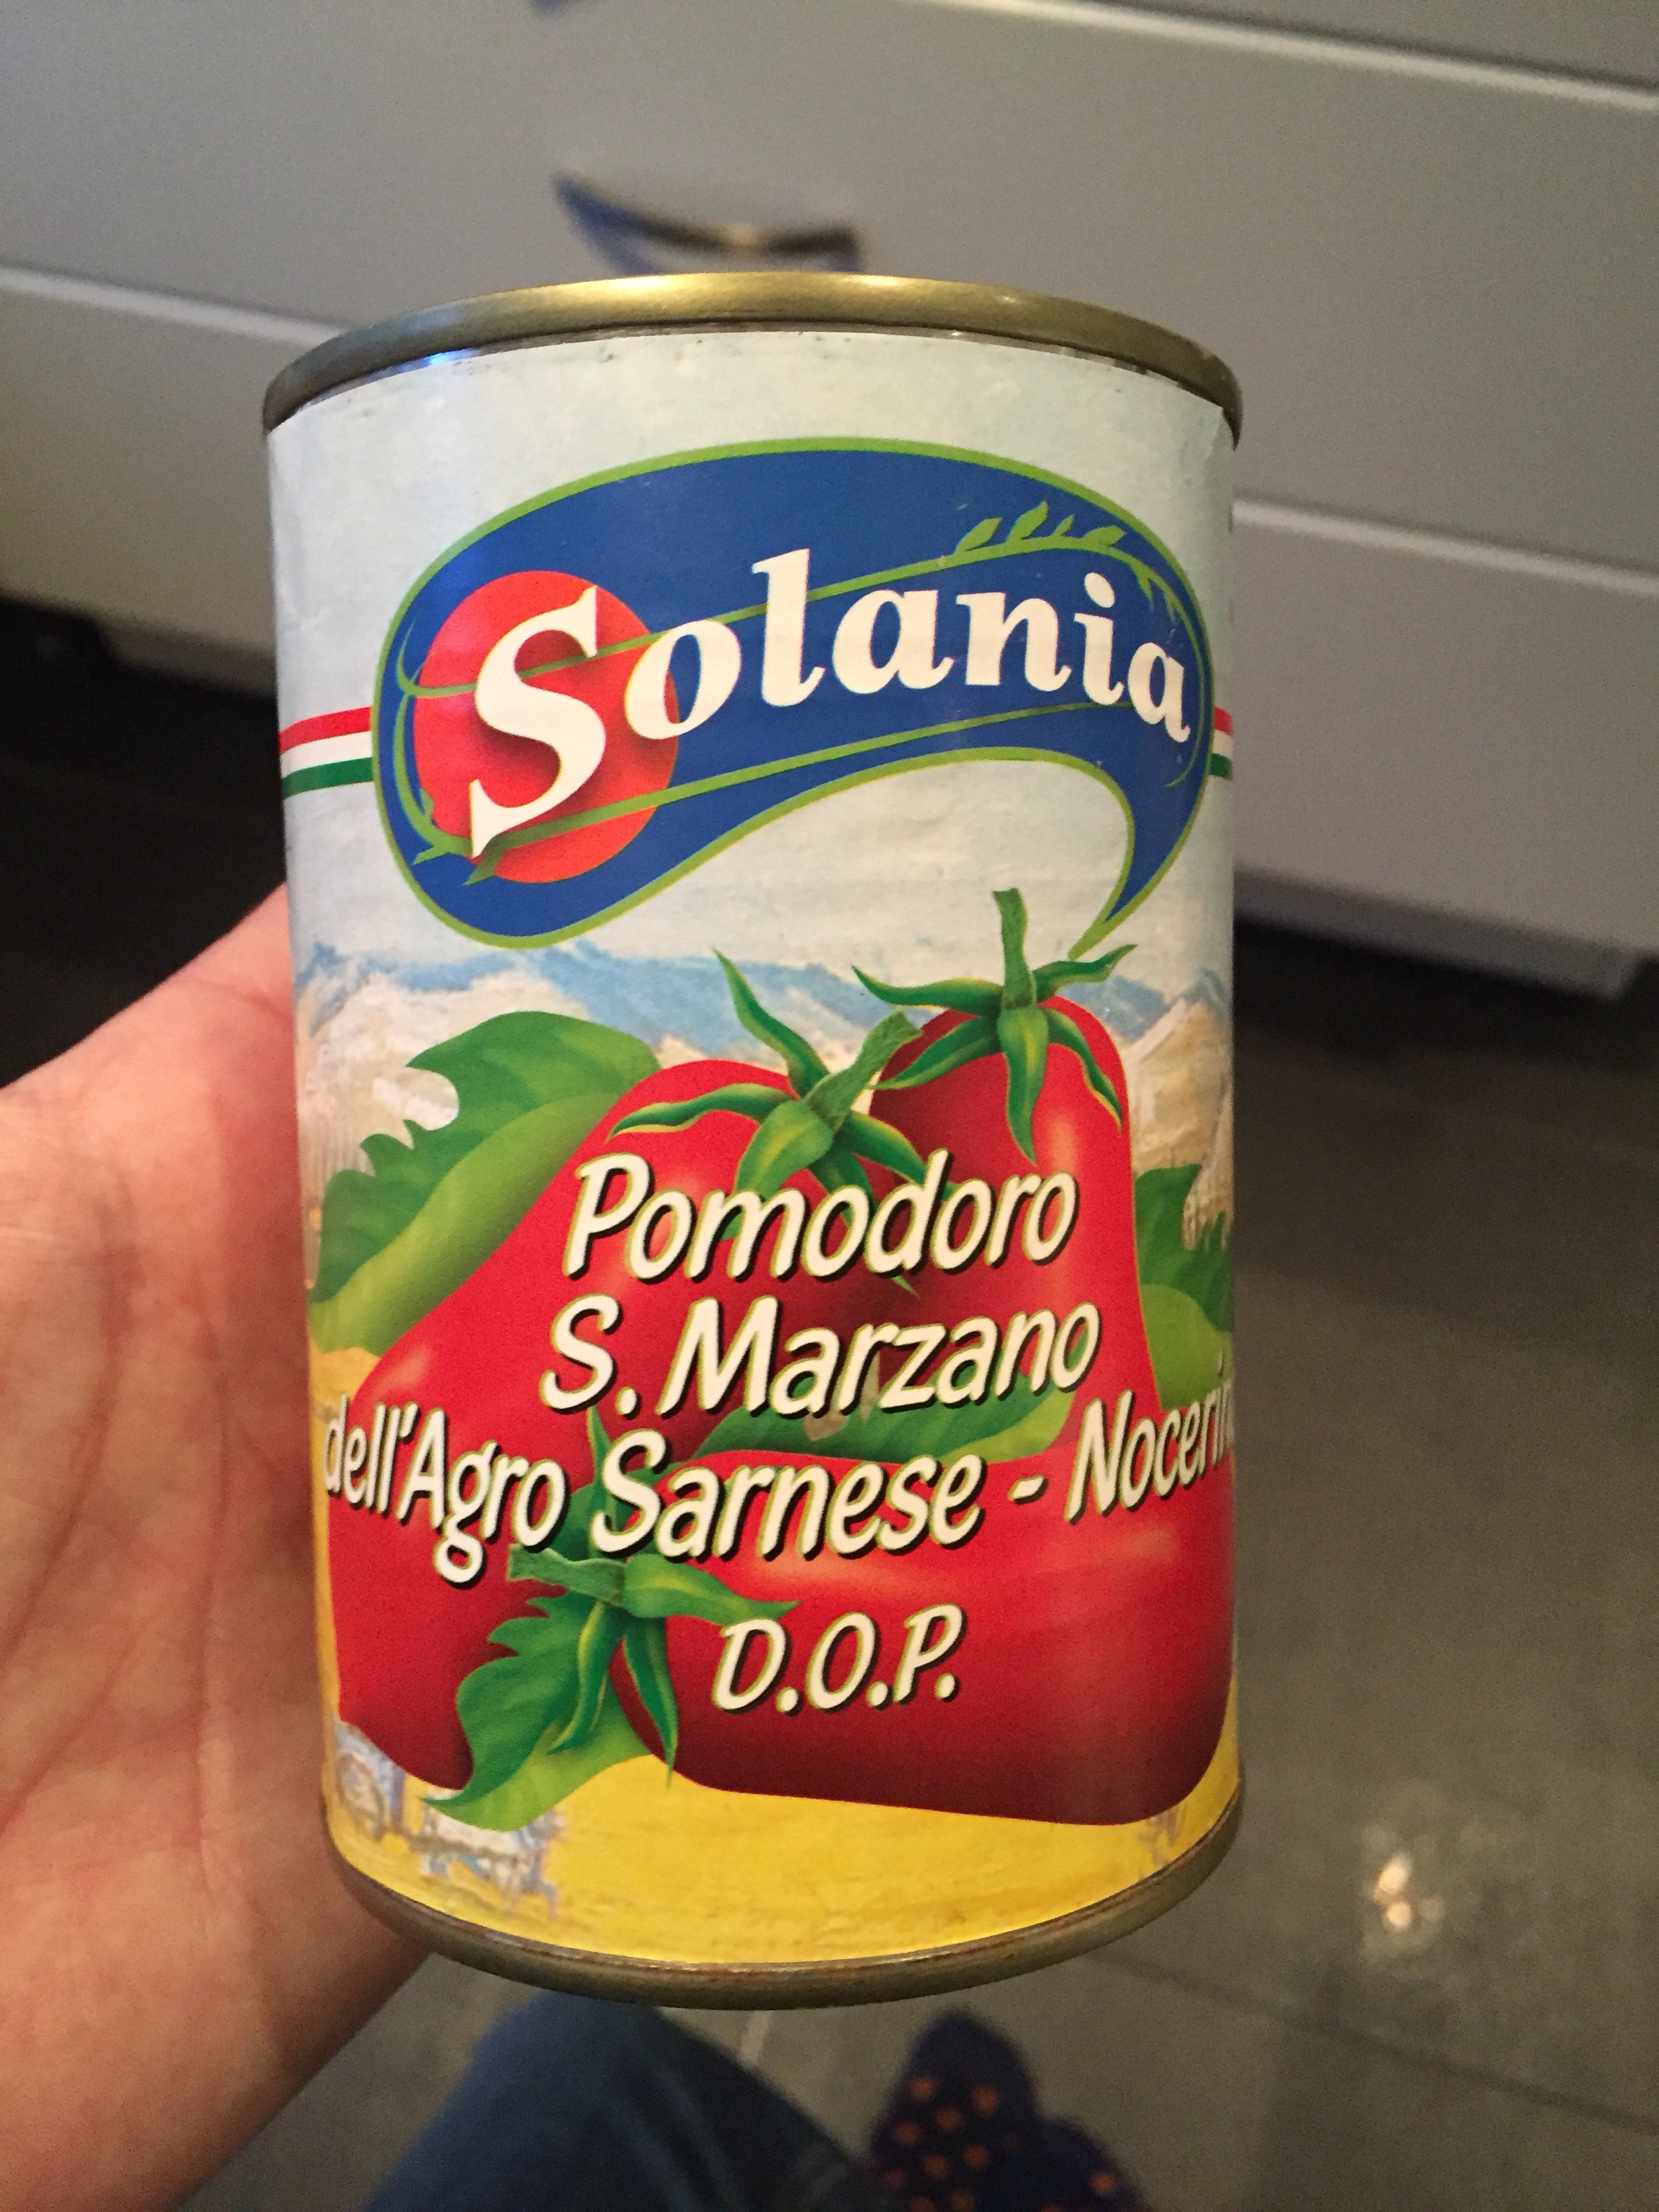 Solania
Pomodoro
S. Marzano
dell'Agro Sarnese - Nocerin
D.O.P.